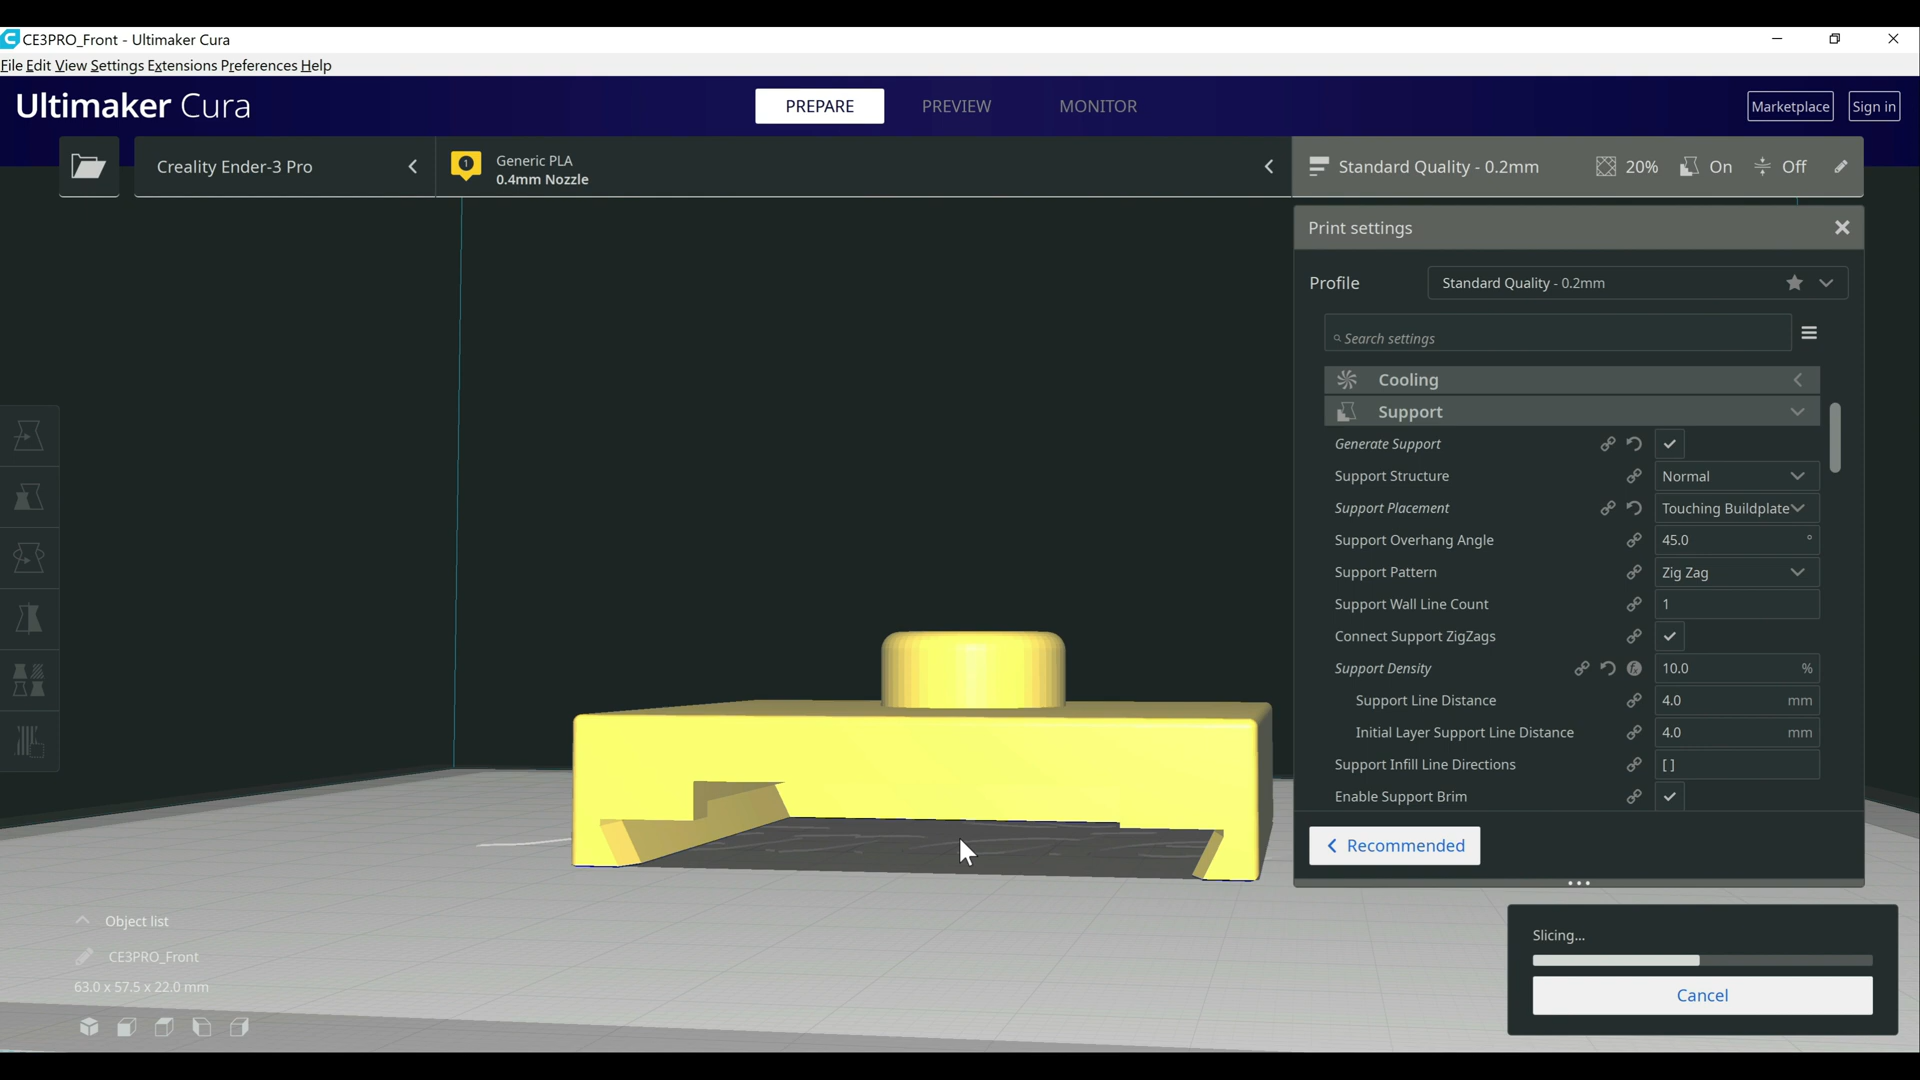 CE3PRO_Front - Ultimaker Cura
File Edit View Settings Extensions Preferences Help
Ultimaker Cura
PREPARE
PREVIEW
MONITOR
Marketplace
Sign in
Creality Ender-3 Pro
1
Generic PLA
0.4mm Nozzle
Standard Quality - 0.2mm
20%
On
Off
Print settings
Profile
Standard Quality - 0.2mm
Search settings
Cooling
Support
Generate Support
Support Structure
Normal
Support Placement
Touching Buildplate
Support Overhang Angle
45.0 °
Support Pattern
Zig Zag
Support Wall Line Count
1
Connect Support ZigZags
Support Density
10.0 %
Support Line Distance
4.0 mm
Initial Layer Support Line Distance
4.0 mm
Support Infill Line Directions
[ ]
Enable Support Brim
Recommended
Object list
CE3PRO_Front
63.0 x 57.5 x 22.0 mm
Slicing...
Cancel